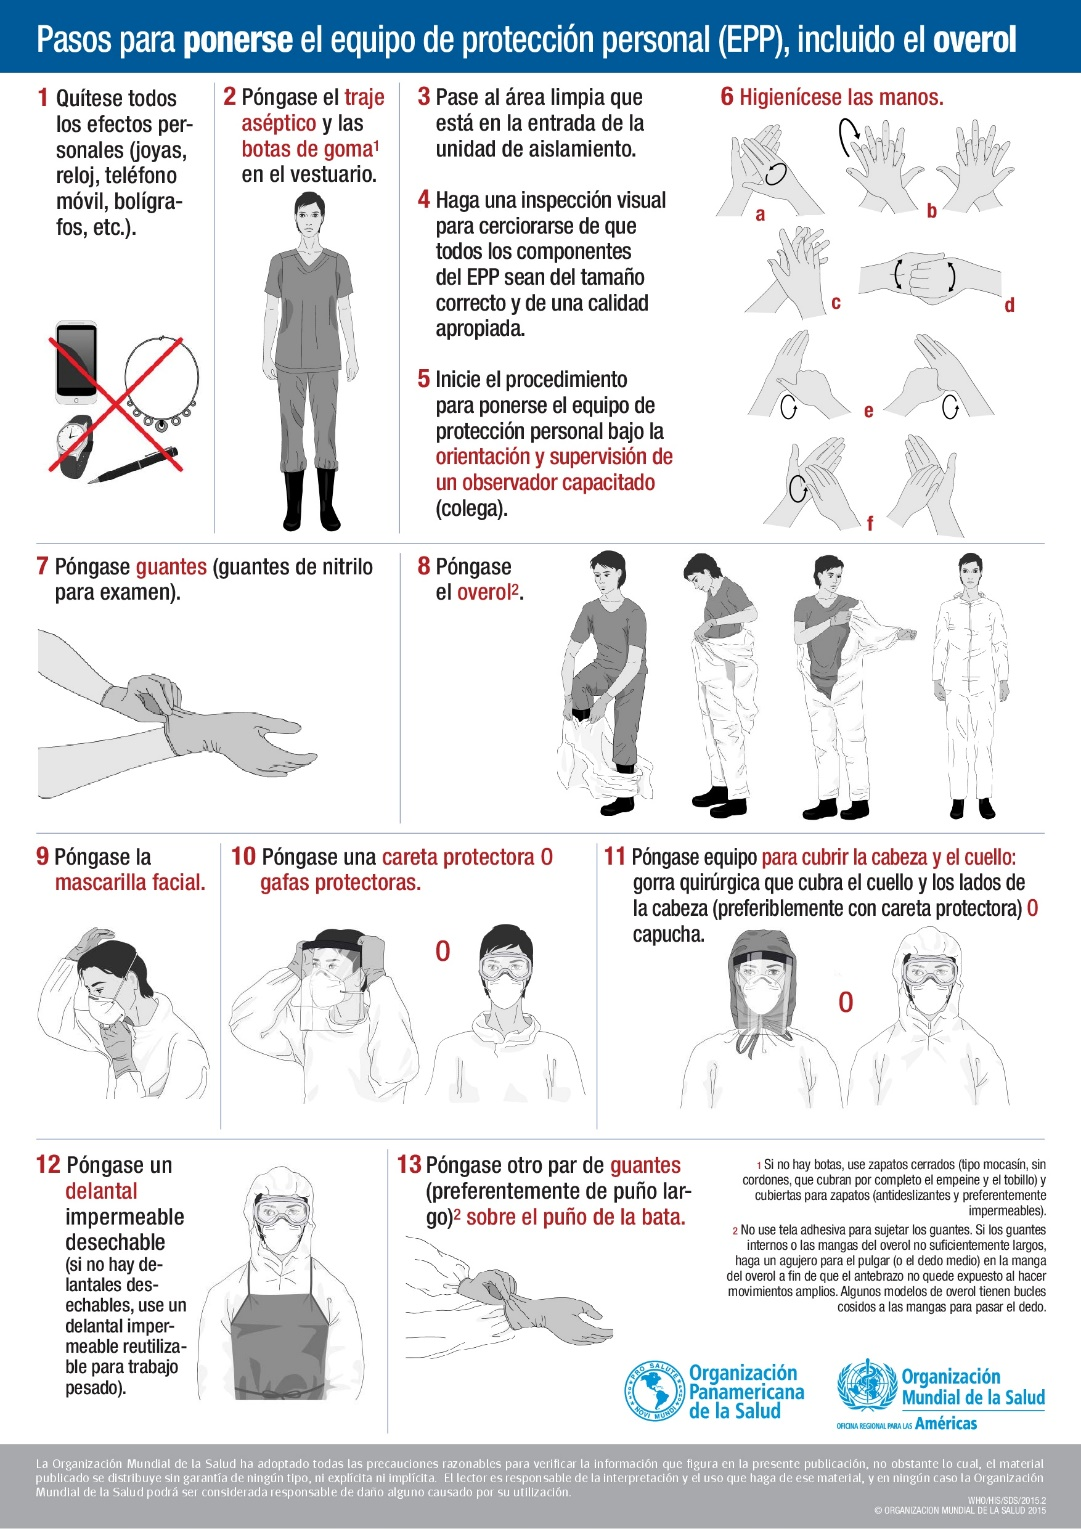 Pasos para ponerse el equipo de protección personal (EPP), incluido el overol
1 Quítese todos
los efectos per-
sonales (joyas,
reloj, teléfono
móvil, bolígra-
fos, etc.).
2 Póngase el traje
aséptico y las
botas de goma1
en el vestuario.
3 Pase al área limpia que
está en la entrada de la
unidad de aislamiento.
4 Haga una inspección visual
para cerciorarse de que
todos los componentes
del EPP sean del tamaño
correcto y de una calidad
apropiada.
5 Inicie el procedimiento
para ponerse el equipo de
protección personal bajo la
orientación y supervisión de
un observador capacitado
(colega).
6 Higienícese las manos.
a
b
c
d
e
f
7 Póngase guantes (guantes de nitrilo
para examen).
8 Póngase
el overol2.
9 Póngase la
mascarilla facial.
10 Póngase una careta protectora O
gafas protectoras.
O
11 Póngase equipo para cubrir la cabeza y el cuello:
gorra quirúrgica que cubra el cuello y los lados de
la cabeza (preferiblemente con careta protectora) O
capucha.
O
12 Póngase un
delantal
impermeable
desechable
(si no hay de-
lantales des-
echables, use un
delantal imper-
meable reutiliza-
ble para trabajo
pesado).
13 Póngase otro par de guantes
(preferentemente de puño lar-
go)2 sobre el puño de la bata.
1 Si no hay botas, use zapatos cerrados (tipo mocasín, sin
cordones, que cubran por completo el empeine y el tobillo) y
cubiertas para zapatos (antideslizantes y preferentemente
impermeables).
2 No use tela adhesiva para sujetar los guantes. Si los guantes
internos o las mangas del overol no suficientemente largos,
haga un agujero para el pulgar (o el dedo medio) en la manga
del overol a fin de que el antebrazo no quede expuesto al hacer
movimientos amplios. Algunos modelos de overol tienen bucles
cosidos a las mangas para pasar el dedo.
PRO SALUTE
NOVI MUNDI
Organización
Panamericana
de la Salud
Organización
Mundial de la Salud
OFICINA REGIONAL PARA LAS Américas
La Organización Mundial de la Salud ha adoptado todas las precauciones razonables para verificar la información que figura en la presente publicación, no obstante lo cual, el material
publicado se distribuye sin garantía de ningún tipo, ni explícita ni implícita. El lector es responsable de la interpretación y el uso que haga de ese material, y en ningún caso la Organización
Mundial de la Salud podrá ser considerada responsable de daño alguno causado por su utilización.
WHO/HIS/SDS/2015.2
© ORGANIZACION MUNDIAL DE LA SALUD 2015